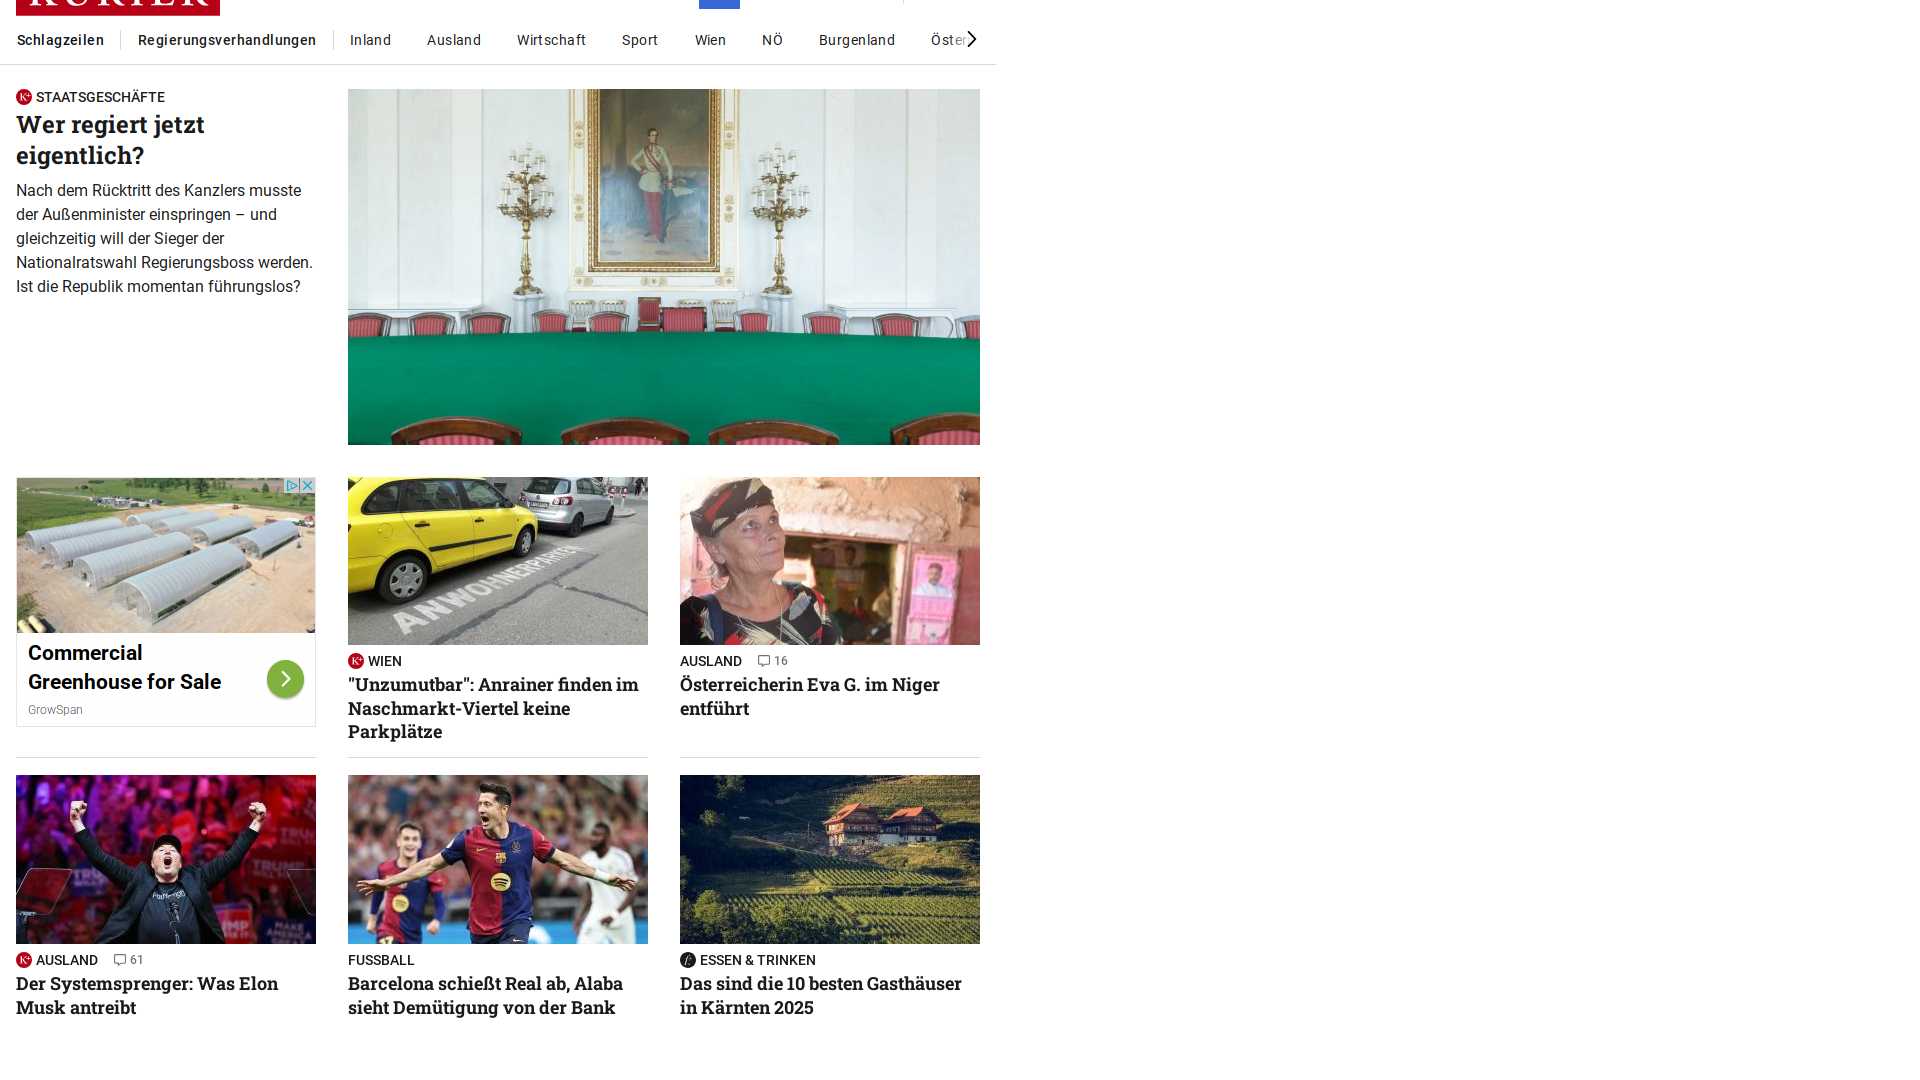 KURIER
Schlagzeilen
Regierungsverhandlungen
Inland
Ausland
Wirtschaft
Sport
Wien
NÖ
Burgenland
Öster
STAATSGESCHÄFTE
Wer regiert jetzt
eigentlich?
Nach dem Rücktritt des Kanzlers musste
der Außenminister einspringen – und
gleichzeitig will der Sieger der
Nationalratswahl Regierungsboss werden.
Ist die Republik momentan führungslos?
Commercial
Greenhouse for Sale
GrowSpan
ANWOHNERPARKEN
WIEN
"Unzumutbar": Anrainer finden im
Naschmarkt-Viertel keine
Parkplätze
AUSLAND 16
Österreicherin Eva G. im Niger
entführt
AUSLAND 61
Der Systemsprenger: Was Elon
Musk antreibt
FUSSBALL
Barcelona schießt Real ab, Alaba
sieht Demütigung von der Bank
ESSEN & TRINKEN
Das sind die 10 besten Gasthäuser
in Kärnten 2025